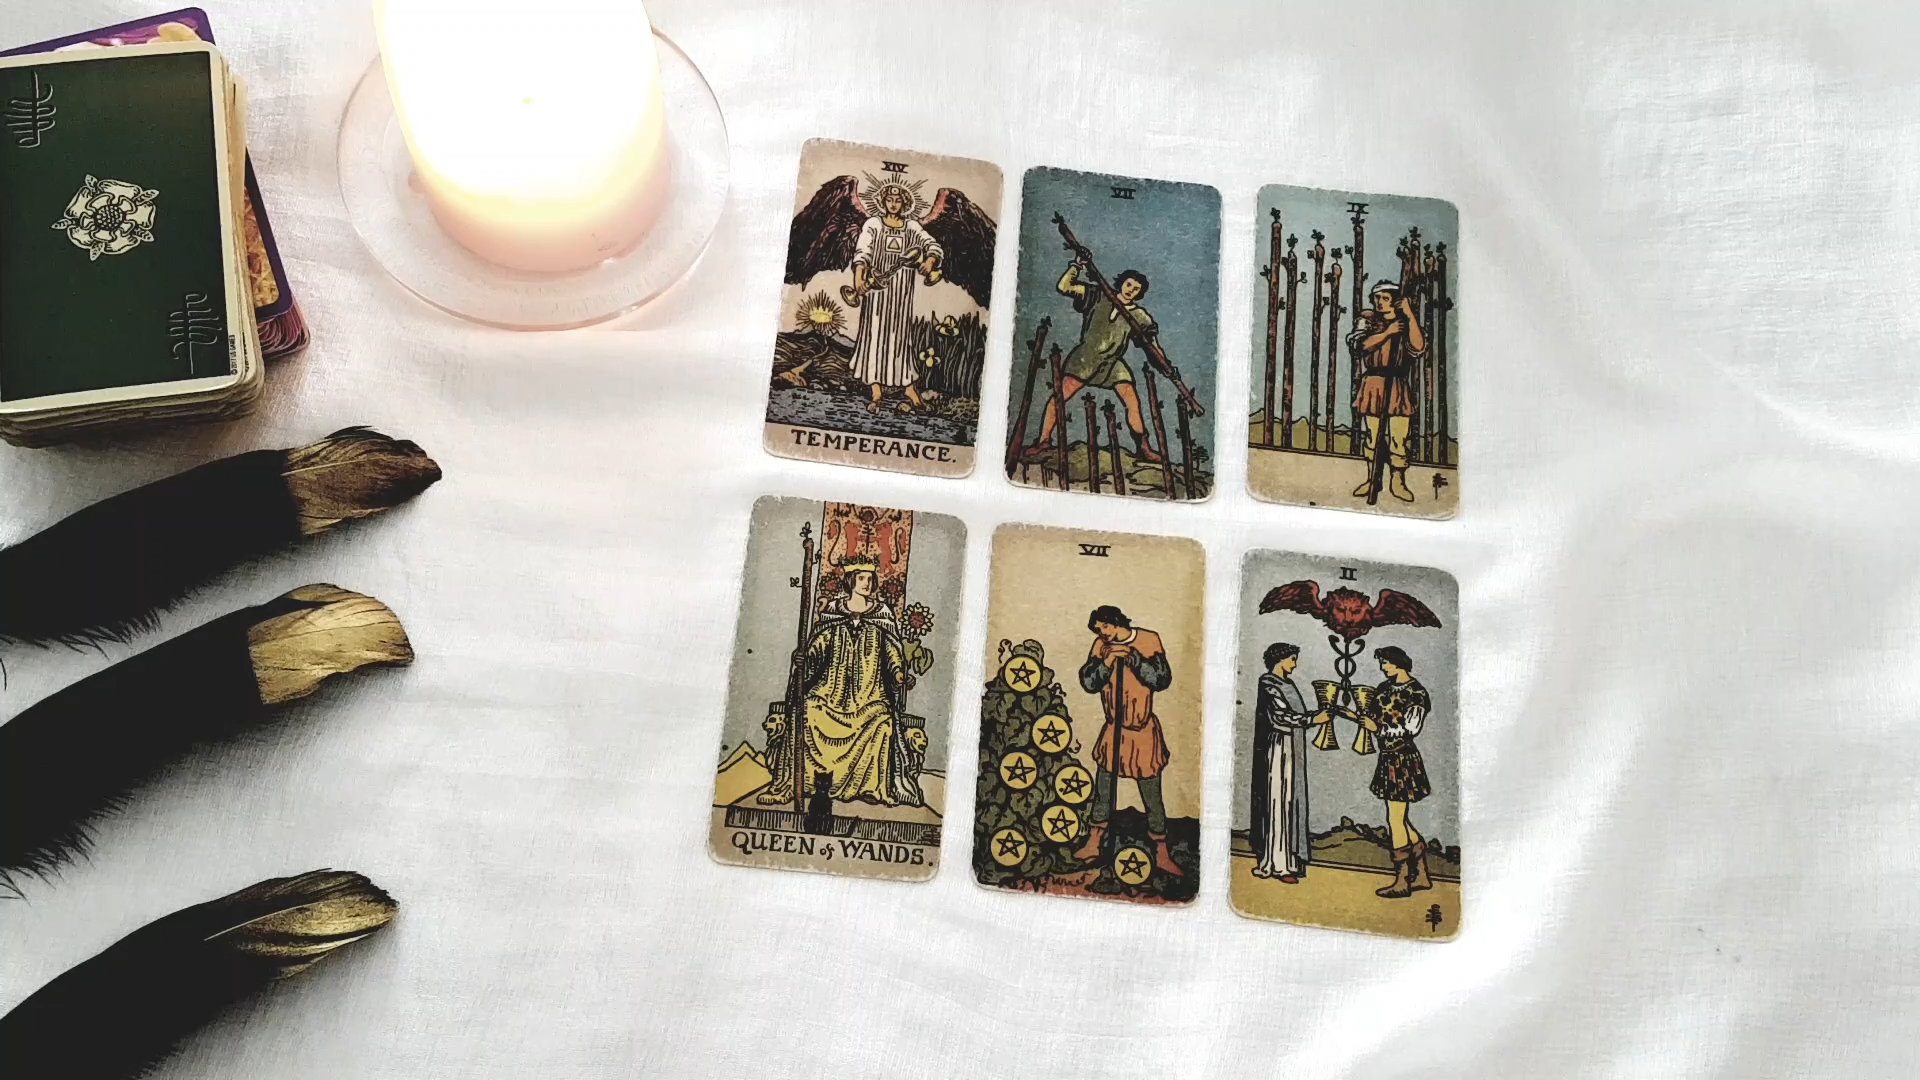 XIV
VII
IX
TEMPERANCE.
VII
II
QUEEN of WANDS.